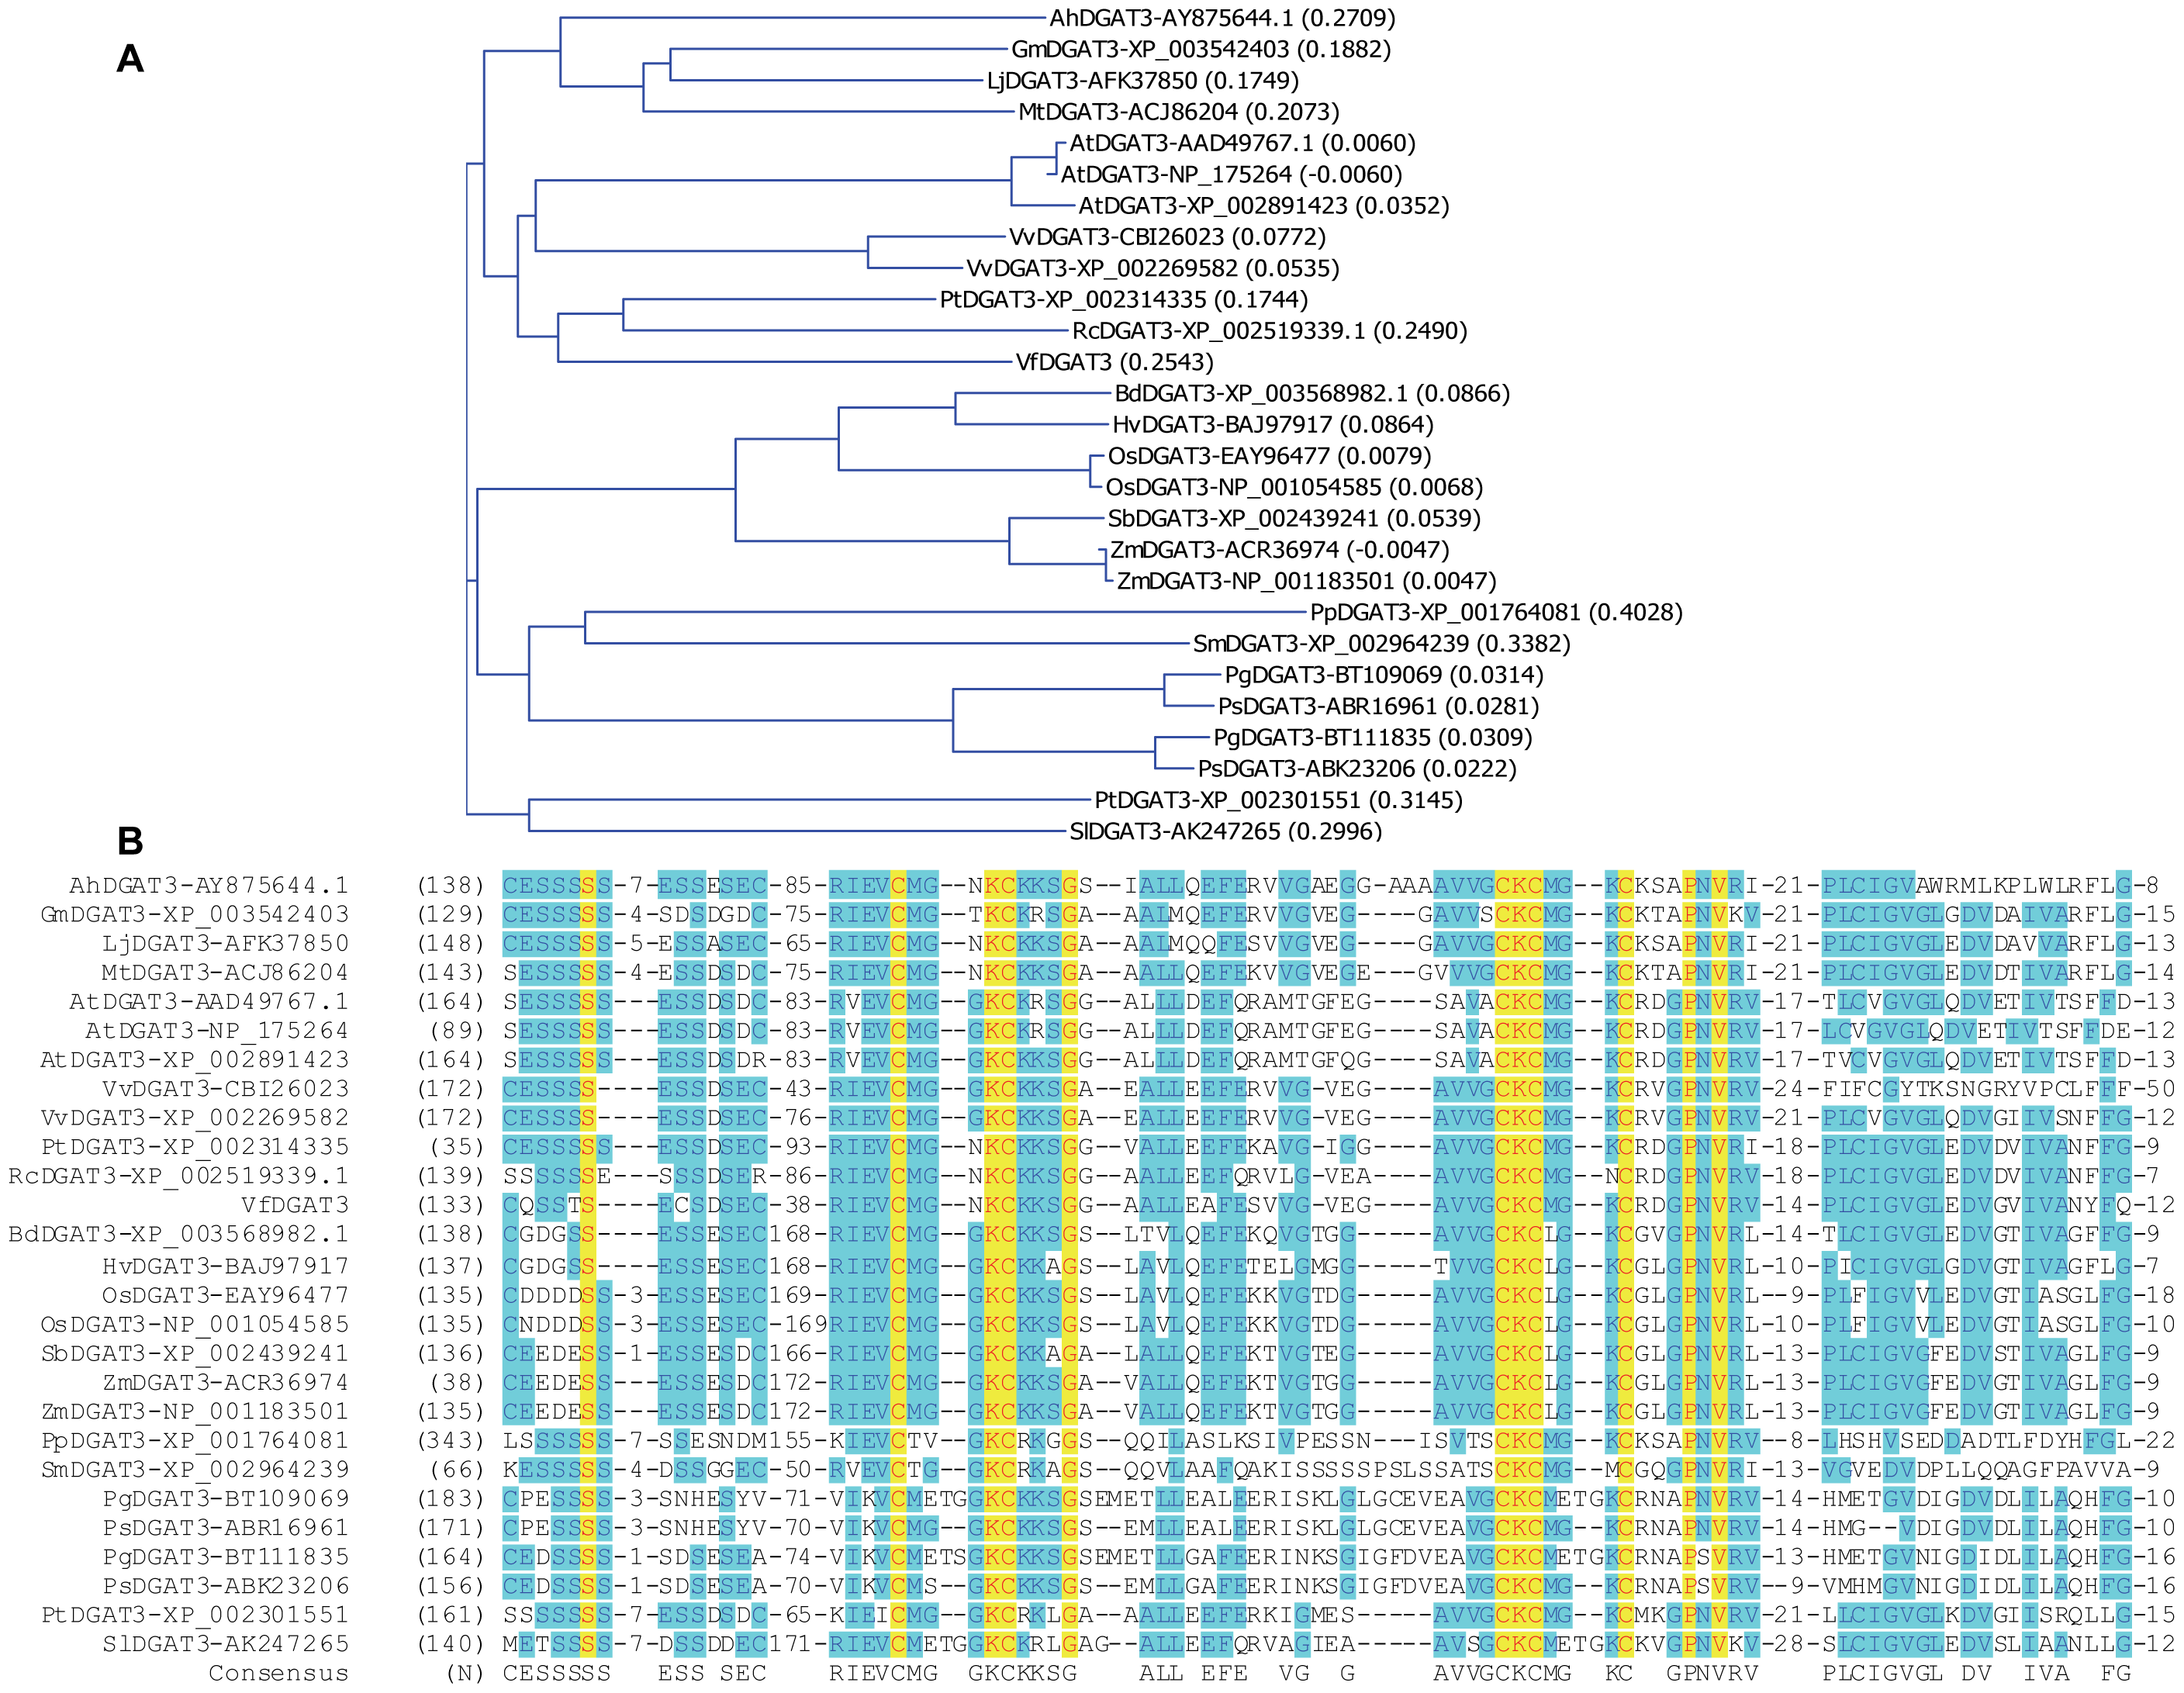 A
AhDGAT3-AY875644.1 (0.2709)
GmDGAT3-XP_003542403 (0.1882)
LjDGAT3-AFK37850 (0.1749)
MtDGAT3-ACJ86204 (0.2073)
AtDGAT3-AAD49767.1 (0.0060)
AtDGAT3-NP_175264 (-0.0060)
AtDGAT3-XP_002891423 (0.0352)
VvDGAT3-CBI26023 (0.0772)
VvDGAT3-XP_002269582 (0.0535)
PtDGAT3-XP_002314335 (0.1744)
RcDGAT3-XP_002519339.1 (0.2490)
VfDGAT3 (0.2543)
BdDGAT3-XP_003568982.1 (0.0866)
HvDGAT3-BAJ97917 (0.0864)
OsDGAT3-EAY96477 (0.0079)
OsDGAT3-NP_001054585 (0.0068)
SbDGAT3-XP_002439241 (0.0539)
ZmDGAT3-ACR36974 (-0.0047)
ZmDGAT3-NP_001183501 (0.0047)
PpDGAT3-XP_001764081 (0.4028)
SmDGAT3-XP_002964239 (0.3382)
PgDGAT3-BT109069 (0.0314)
PsDGAT3-ABR16961 (0.0281)
PgDGAT3-BT111835 (0.0309)
PsDGAT3-ABK23206 (0.0222)
PtDGAT3-XP_002301551 (0.3145)
SlDGAT3-AK247265 (0.2996)
B
AhDGAT3-AY875644.1 (138) CESSSSS-7-ESSESEC-85-RIEVCMG--NKCKKSGS--IALLQEFERVVGAEGG-AAAAVVGCKCMG--KCKSAPNVRI-21-PLCIGVAWRMLKPLWLRFLG-8
GmDGAT3-XP_003542403 (129) CESSSSS-4-SDSDGDC-75-RIEVCMG--TKCKRSGA--AALMQEFERVVGVEG----GAVVSCKCMG--KCKTAPNVKV-21-PLCIGVGLGDVDAIVARFLG-15
LjDGAT3-AFK37850 (148) CESSSSS-5-ESSASEC-65-RIEVCMG--NKCKKSGA--AALMQQFESVVGVEG----GAVVGCKCMG--KCKSAPNVRI-21-PLCIGVGLEDVDAVVARFLG-13
MtDGAT3-ACJ86204 (143) SESSSSS-4-ESSDSDC-75-RIEVCMG--NKCKKSGA--AALLQEFEKVVGVEGE---GVVVGCKCMG--KCKTAPNVRI-21-PLCIGVGLEDVDTIVARFLG-14
AtDGAT3-AAD49767.1 (164) SESSSSS---ESSDSDC-83-RVEVCMG--GKCKRSGG--ALLLDEFQRAMTGFEG-----SAVACKCMG--KCRDGPNVRV-17-TLCVGVGLQDVETIVTSFFD-13
AtDGAT3-NP_175264 (89) SESSSSS---ESSDSDC-83-RVEVCMG--GKCKRSGG--ALLLDEFQRAMTGFEG-----SAVACKCMG--KCRDGPNVRV-17-LCVGVGLQDVETIVTSFFDE-12
AtDGAT3-XP_002891423 (164) SESSSSS---ESSDSDR-83-RVEVCMG--GKCKKSGG--ALLLDEFQRAMTGFQG-----SAVACKCMG--KCRDGPNVRV-17-TVCVGVGLQDVETIVTSFFD-13
VvDGAT3-CBI26023 (172) CESSSS----ESSDSEC-43-RIEVCMG--GKCKKSGA--EALLEEFERVVG-VEG----AVVGCKCMG--KCRVGPNVRV-24-FIFCGYTKSNGRYVPCLFFF-50
VvDGAT3-XP_002269582 (172) CESSSS----ESSDSEC-76-RIEVCMG--GKCKKSGA--EALLEEFERVVG-VEG----AVVGCKCMG--KCRVGPNVRV-21-PLCVGVGLQDVGIIVSNFFG-12
PtDGAT3-XP_002314335 (35) CESSSSS---ESSDSEC-93-RIEVCMG--NKCKKSGG--VALLEEFEKAVG-IGG-----AVVGCKCMG--KCRDGPNVRI-18-PLCIGVGLEDVDVIVANFFG-9
RcDGAT3-XP_002519339.1 (139) SSSSSSE---SSSDSER-86-RIEVCMG--NKCKKSGG--AALLEEFQRVLG-VEA-----AVVGCKCMG--NCRDGPNVRV-18-PLCIGVGLEDVDVIVANFFG-7
VfDGAT3 (133) CQSSTS----ECSDSEC-38-RIEVCMG--NKCKKSGG--AALLEAFESVVG-VEG-----AVVGCKCMG--KCRDGPNVRV-14-PLCIGVGLEDVGVIVANYFQ-12
BdDGAT3-XP_003568982.1 (138) CGDGSS----ESSESEC168-RIEVCMG--GKCKKSGS--LTVLQEFEKQVGTGG-----AVVGCKCLG--KCGVGPNVRL-14-TLCIGVGLEDVGTIVAGFFG-9
HvDGAT3-BAJ97917 (137) CGDGSS----ESSESEC168-RIEVCMG--GKCKKAGS--LAVLQEFETELGMGG-----TVVGCKCLG--KCGLGPNVRL-10-PICIGVGLGDVGTIVAGFLG-7
OsDGAT3-EAY96477 (135) CDDDDSS-3-ESSESEC169-RIEVCMG--GKCKKSGS--LAVLQEFEKKVGTDG-----AVVGCKCLG--KCGLGPNVRL--9-PLFIGVVLEDVGTIASGLFG-18
OsDGAT3-NP_001054585 (135) CNDDDSS-3-ESSESEC-169RIEVCMG--GKCKKSGS--LAVLQEFEKKVGTDG-----AVVGCKCLG--KCGLGPNVRL-10-PLFIGVVLEDVGTIASGLFG-10
SbDGAT3-XP_002439241 (136) CEEDESS-1-ESSESDC166-RIEVCMG--GKCKKAGA--LALLQEFEKTVGTEG-----AVVGCKCLG--KCGLGPNVRL-13-PLCIGVGFEDVSTIVAGLFG-9
ZmDGAT3-ACR36974 (38) CEEDESS---ESSESDC172-RIEVCMG--GKCKKSGA--VALLQEFEKTVGTGG-----AVVGCKCLG--KCGLGPNVRL-13-PLCIGVGFEDVGTIVAGLFG-9
ZmDGAT3-NP_001183501 (135) CEEDESS---ESSESDC172-RIEVCMG--GKCKKSGA--VALLQEFEKTVGTGG-----AVVGCKCLG--KCGLGPNVRL-13-PLCIGVGFEDVGTIVAGLFG-9
PpDGAT3-XP_001764081 (343) LSSSSSS-7-SSESNDM155-KIEVCTV--GKCRKGGS--QQILASLKSIVPESSN---ISVTSCKCMG--KCKSAPNVRV--8-LHSHVSEDDADTLFDYHFGL-22
SmDGAT3-XP_002964239 (66) KESSSSS-4-DSSGGEC-50-RVEVCTG--GKCRKAGS--QQVLAAFQAKISSSSSPSLSSATSCKCMG--MCGQGPNVRI-13-VGVEDVDPLLQQAGFPAVVA-9
PgDGAT3-BT109069 (183) CPESSSS-3-SNHESYV-71-VIKVCMETGGKCKKSGSEMETLLEALEERISKLGLGCEVEAVGCKCMETGKCRNAPNVRV-14-HMETGVDIGDVDLILAQHFG-10
PsDGAT3-ABR16961 (171) CPESSSS-3-SNHESYV-70-VIKVCMG--GKCKKSGS--EMLLEALEERISKLGLGCEVEAVGCKCMG--KCRNAPNVRV-14-HMG--VDIGDVDLILAQHFG-10
PgDGAT3-BT111835 (164) CEDSSSS-1-SDSESEA-74-VIKVCMETSGKCKKSGSEMETLLGAFEERINKSGIGFDVEAVGCKCMETGKCRNAPSVRV-13-HMETGVNIGDIDLILAQHFG-16
PsDGAT3-ABK23206 (156) CEDSSSS-1-SDSESEA-70-VIKVCMS--GKCKKSGS--EMLLGAFEERINKSGIGFDVEAVGCKCMG--KCRNAPSVRV--9-VMHMGVNIGDIDLILAQHFG-16
PtDGAT3-XP_002301551 (161) SSSSSSS-7-ESSDSDC-65-KIEICMG--GKCRKLGA--AALLEEFERKIGMES-----AVVGCKCMG--KCMKGPNVRV-21-LLCIGVGLKDVGIISRQLLG-15
SlDGAT3-AK247265 (140) METSSSS-7-DSSDDEC171-RIEVCMETGGKCKRLGAG--ALLEEFQRVAGIEA-----AVSGCKCMETGKCKVGPNVKV-28-SLCIGVGLEDVSLIAANLLG-12
Consensus (N) CESSSSS ESS SEC RIEVCMG GKCKKSG ALL EFE VG G AVVGCKCMG KC GPNVRV PLCIGVGL DV IVA FG